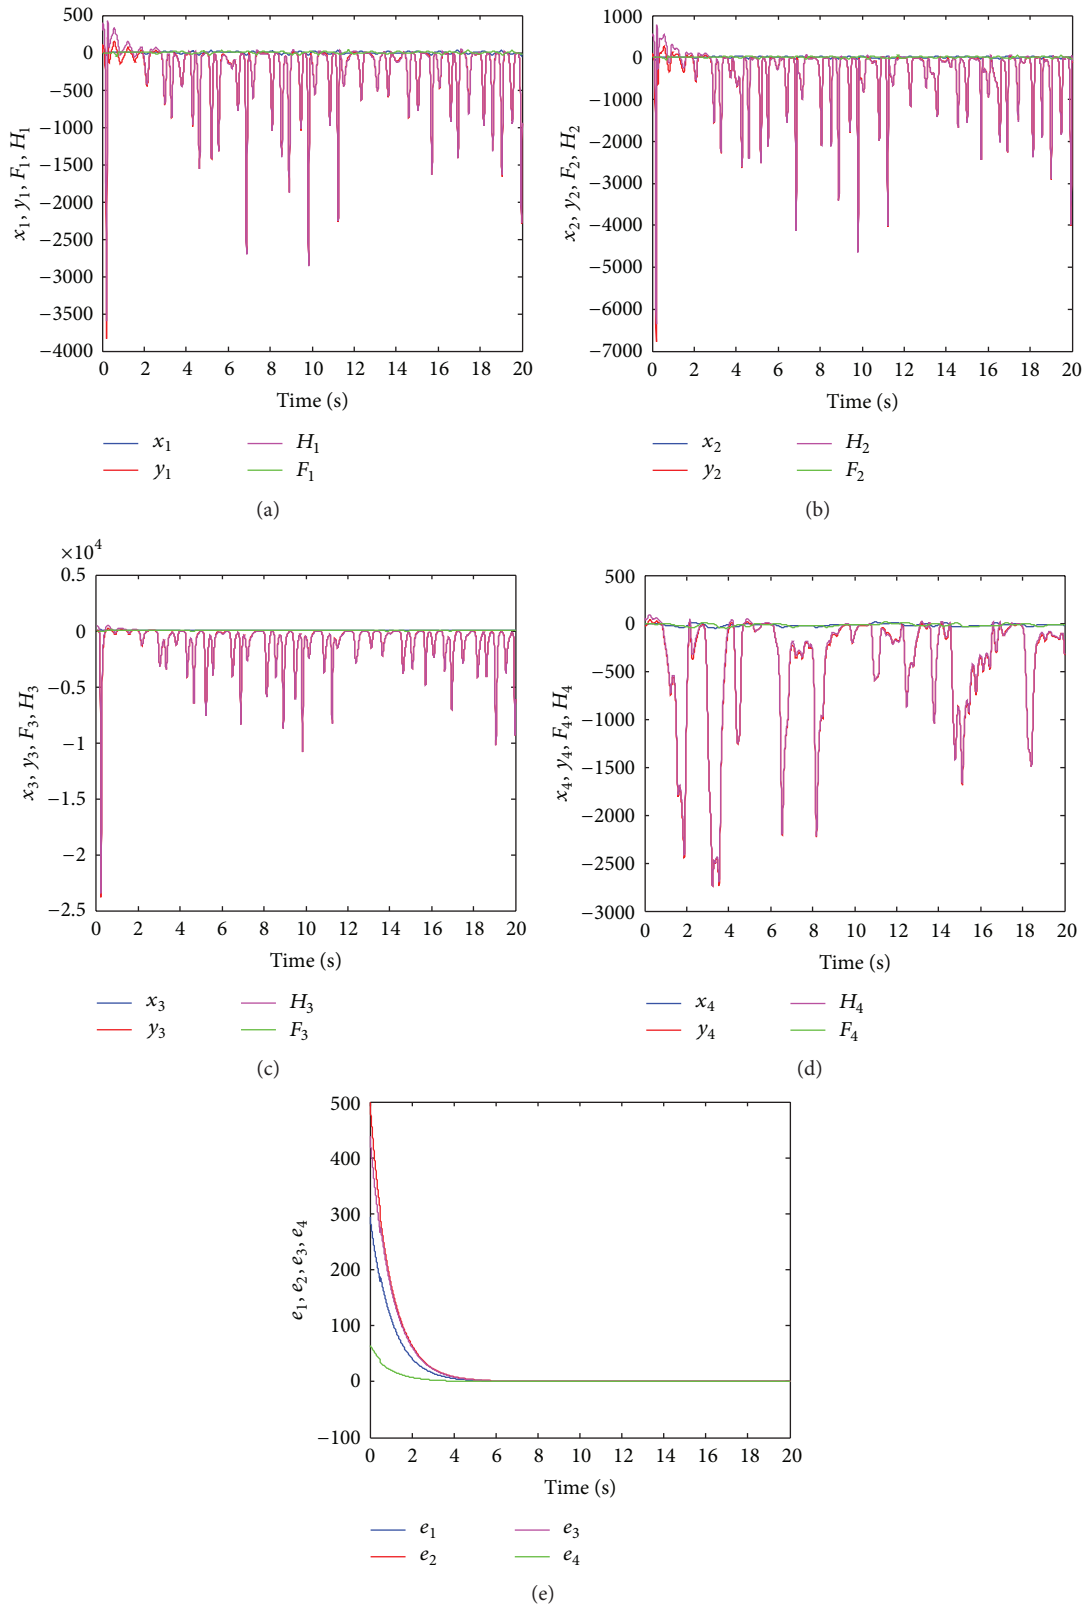 500
0
−500
−1000
−1500
−2000
−2500
−3000
−3500
−4000
x1, y1, F1, H1
0 2 4 6 8 10 12 14 16 18 20
Time (s)
x1 H1
y1 F1
(a)
1000
0
−1000
−2000
−3000
−4000
−5000
−6000
−7000
x2, y2, F2, H2
0 2 4 6 8 10 12 14 16 18 20
Time (s)
x2 H2
y2 F2
(b)
×10^4
0.5
0
−0.5
−1
−1.5
−2
−2.5
x3, y3, F3, H3
0 2 4 6 8 10 12 14 16 18 20
Time (s)
x3 H3
y3 F3
(c)
500
0
−500
−1000
−1500
−2000
−2500
−3000
x4, y4, F4, H4
0 2 4 6 8 10 12 14 16 18 20
Time (s)
x4 H4
y4 F4
(d)
500
400
300
200
100
0
−100
e1, e2, e3, e4
0 2 4 6 8 10 12 14 16 18 20
Time (s)
e1 e3
e2 e4
(e)